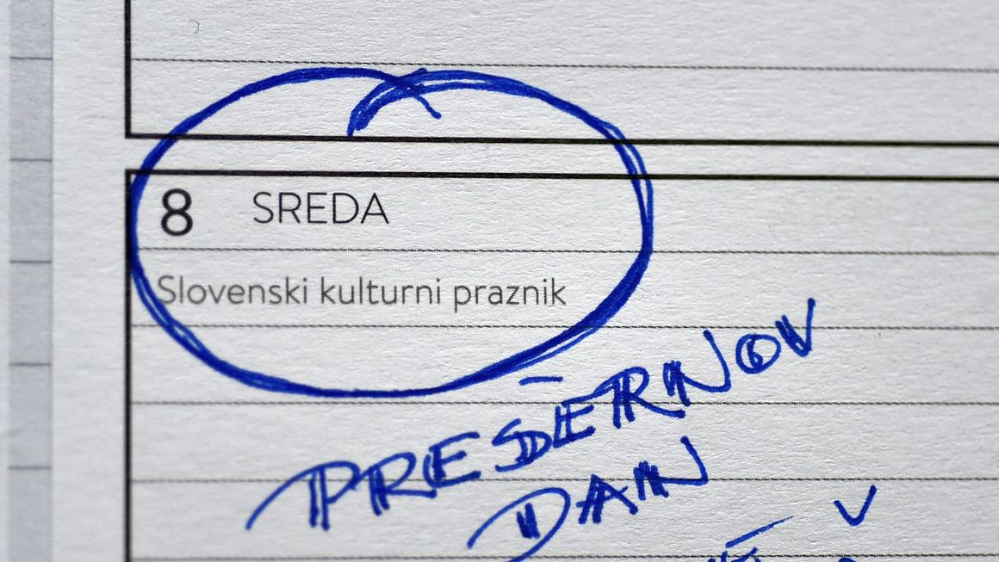 8 SREDA
Slovenski kulturni praznik
PREŠERNOV
DAN